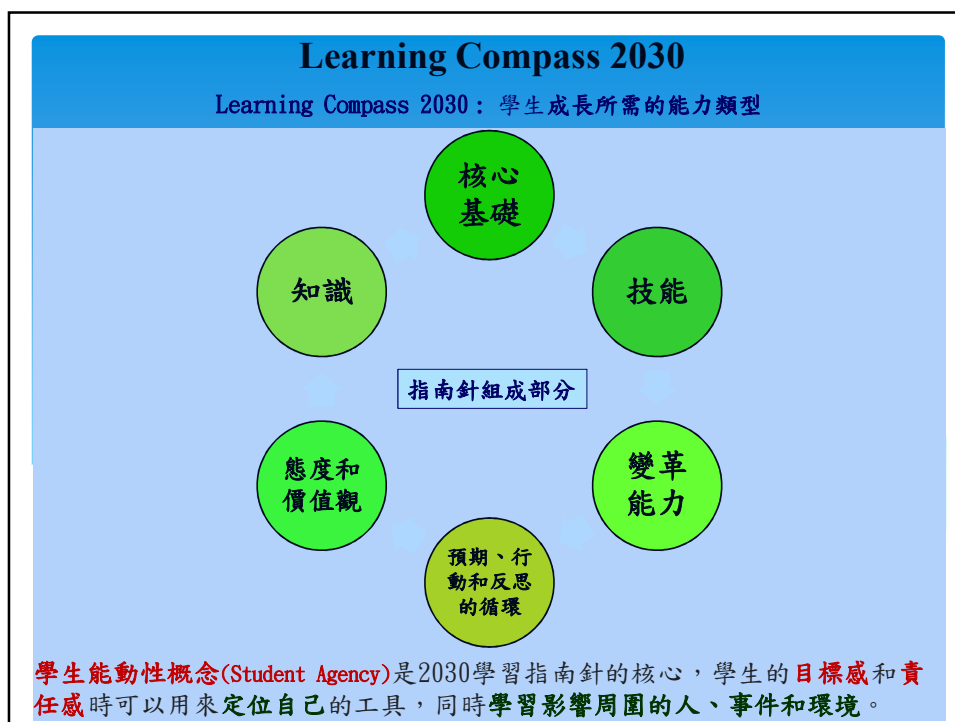 Learning Compass 2030
Learning Compass 2030：學生成長所需的能力類型
核心
基礎
技能
變革
能力
預期、行
動和反思
的循環
態度和
價值觀
知識
指南針組成部分
學生能動性概念(Student Agency)是2030學習指南針的核心，學生的目標感和責
任感時可以用來定位自己的工具，同時學習影響周圍的人、事件和環境。